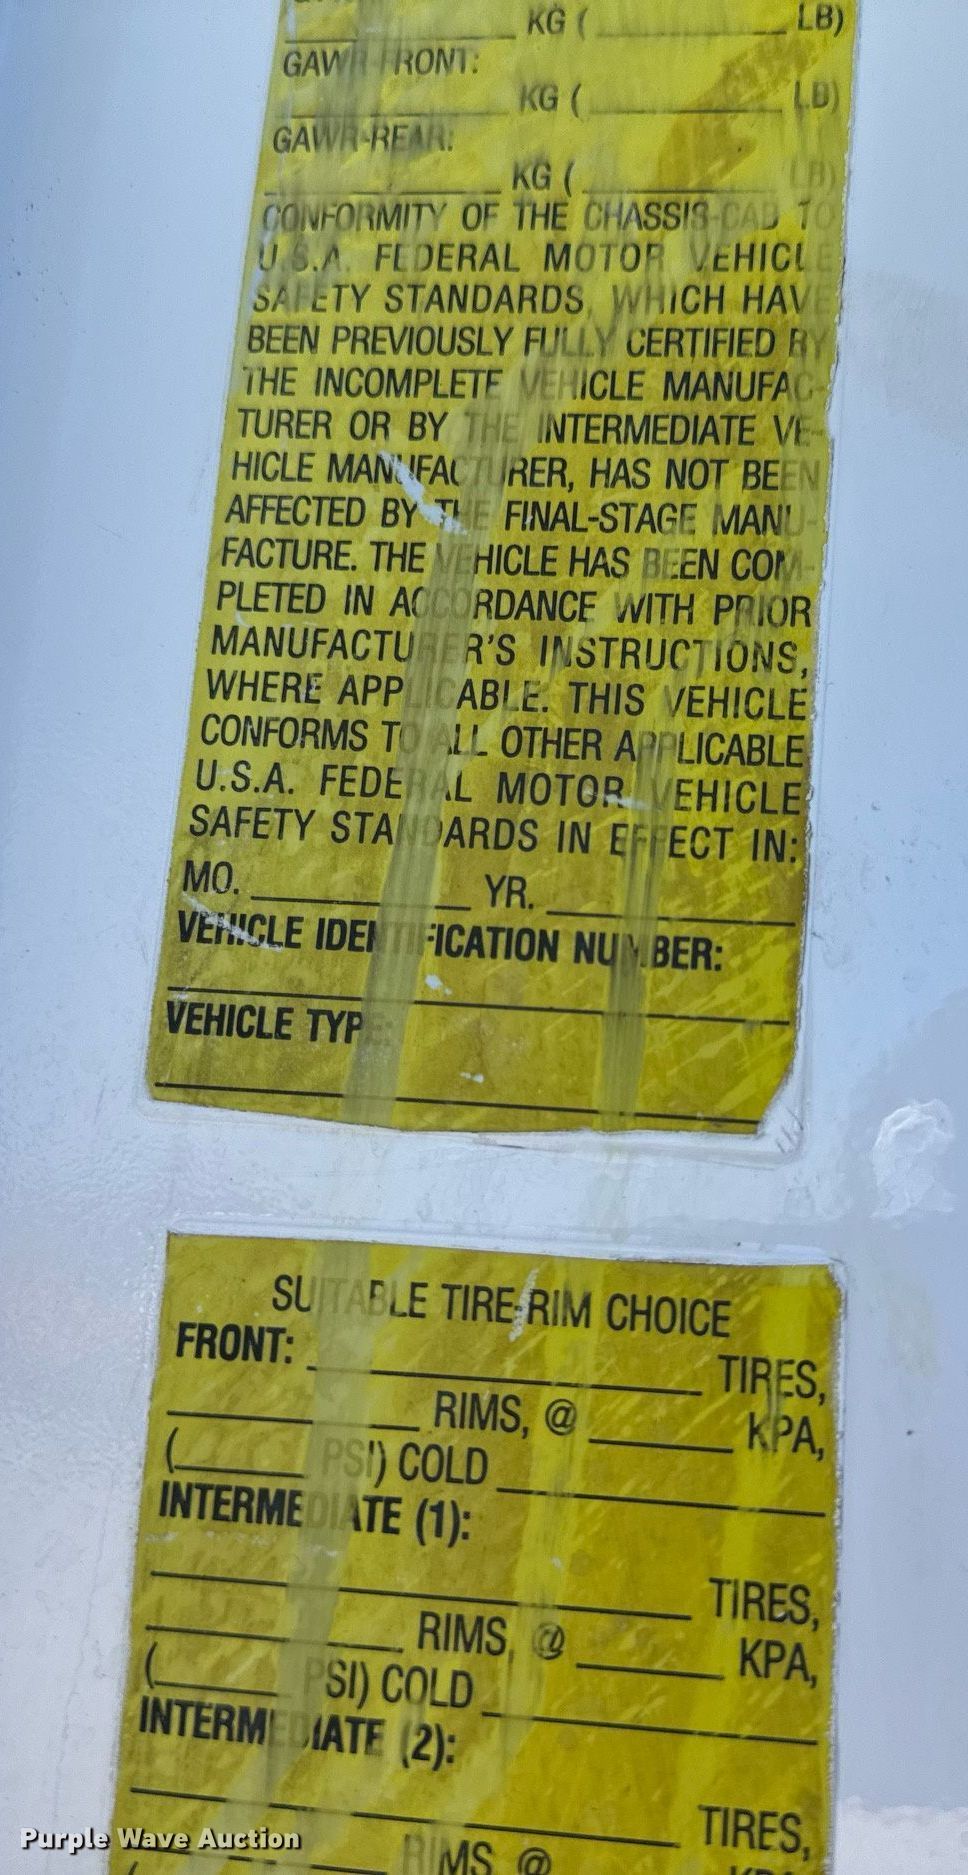 KG ( LB)
GAWR-FRONT:
KG ( LB)
GAWR-REAR:
KG ( LB)
CONFORMITY OF THE CHASSIS-CAB TO
U.S.A. FEDERAL MOTOR VEHICLE
SAFETY STANDARDS, WHICH HAVE
BEEN PREVIOUSLY FULLY CERTIFIED BY
THE INCOMPLETE VEHICLE MANUFAC-
TURER OR BY THE INTERMEDIATE VE-
HICLE MANUFACTURER, HAS NOT BEEN
AFFECTED BY THE FINAL-STAGE MANU-
FACTURE. THE VEHICLE HAS BEEN COM-
PLETED IN ACCORDANCE WITH PRIOR
MANUFACTURER'S INSTRUCTIONS,
WHERE APPLICABLE. THIS VEHICLE
CONFORMS TO ALL OTHER APPLICABLE
U.S.A. FEDERAL MOTOR VEHICLE
SAFETY STANDARDS IN EFFECT IN:
MO. YR.
VEHICLE IDENTIFICATION NUMBER:
VEHICLE TYPE:
SUITABLE TIRE-RIM CHOICE
FRONT: TIRES,
RIMS, @ KPA,
( PSI) COLD
INTERMEDIATE (1):
TIRES,
RIMS, @ KPA,
( PSI) COLD
INTERMEDIATE (2):
TIRES,
RIMS, @
Purple Wave Auction